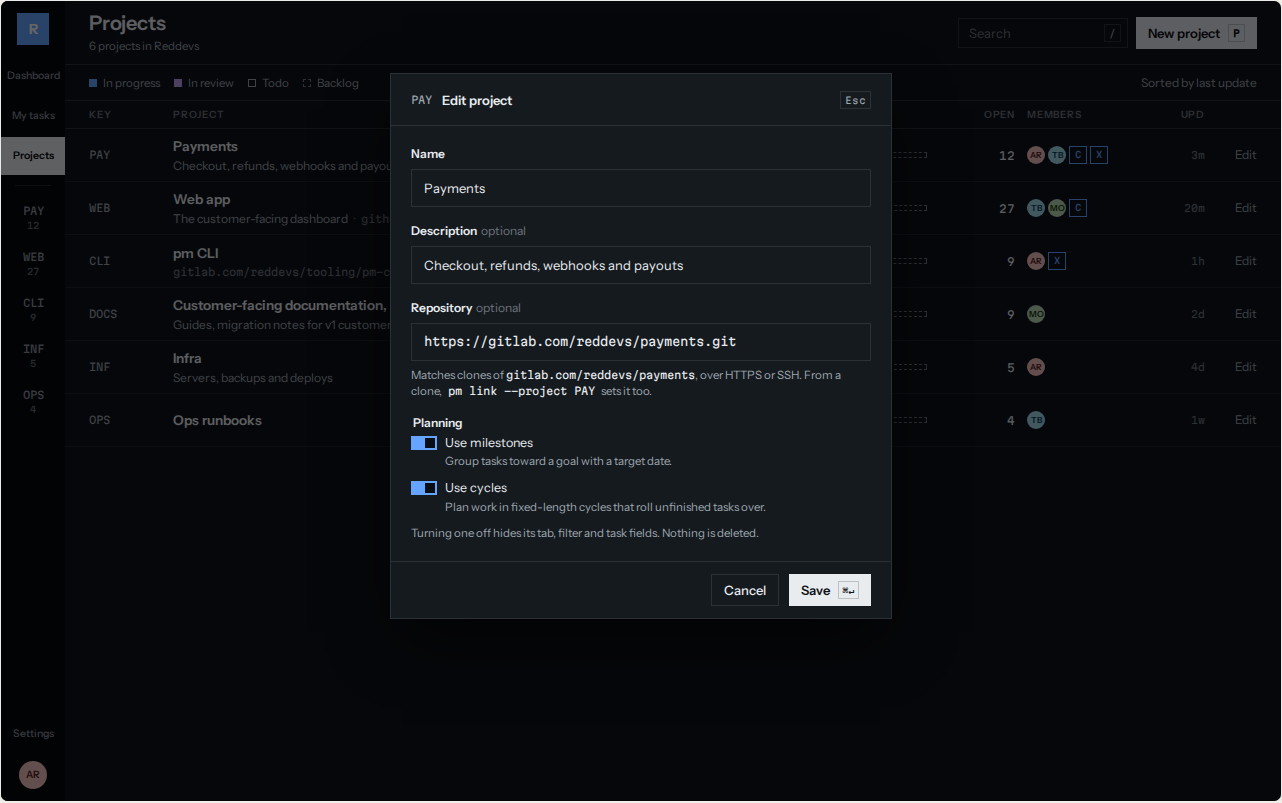 R
Projects
6 projects in Reddevs
Search /
New project P
Dashboard
My tasks
Projects
PAY
12
WEB
27
CLI
9
INF
5
OPS
4
Settings
AR
In progress In review Todo Backlog
Sorted by last update
KEY PROJECT OPEN MEMBERS UPD
PAY Payments 12 AR TB C X 3m Edit
Checkout, refunds, webhooks and payou
WEB Web app 27 TB MO C 20m Edit
The customer-facing dashboard · gith
CLI pm CLI 9 AR X 1h Edit
gitlab.com/reddevs/tooling/pm-c
DOCS Customer-facing documentation, 9 MO 2d Edit
Guides, migration notes for v1 customer
INF Infra 5 AR 4d Edit
Servers, backups and deploys
OPS Ops runbooks 4 TB 1w Edit
PAY Edit project Esc
Name
Payments
Description optional
Checkout, refunds, webhooks and payouts
Repository optional
https://gitlab.com/reddevs/payments.git
Matches clones of gitlab.com/reddevs/payments, over HTTPS or SSH. From a
clone, pm link --project PAY sets it too.
Planning
Use milestones
Group tasks toward a goal with a target date.
Use cycles
Plan work in fixed-length cycles that roll unfinished tasks over.
Turning one off hides its tab, filter and task fields. Nothing is deleted.
Cancel
Save ⌘↵